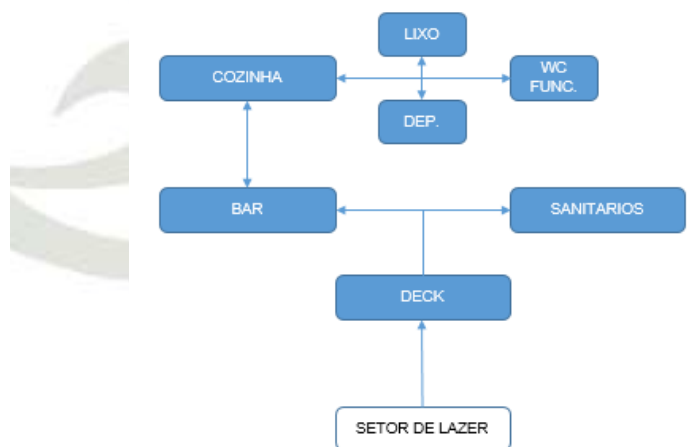 LIXO
COZINHA
WC
FUNC.
DEP.
BAR
SANITARIOS
DECK
SETOR DE LAZER